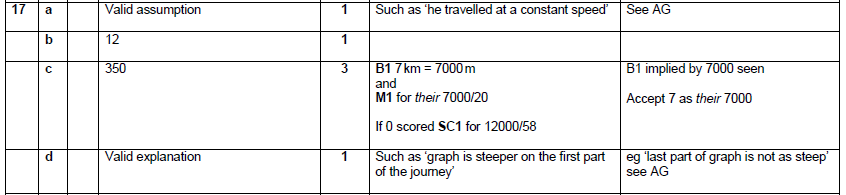 17 a Valid assumption 1 Such as ‘he travelled at a constant speed’ See AG
b 12 1
c 350 3 B1 7km = 7000m B1 implied by 7000 seen
and
M1 for their 7000/20 Accept 7 as their 7000
If 0 scored SC1 for 12000/58
d Valid explanation 1 Such as ‘graph is steeper on the first part eg ‘last part of graph is not as steep’
of the journey’ see AG